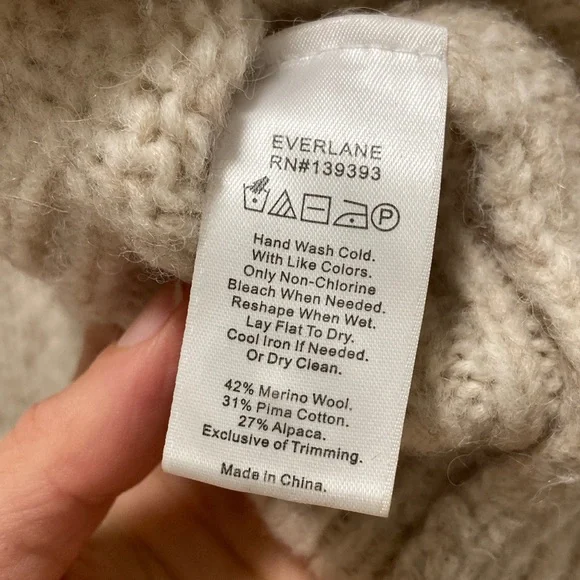 EVERLANE
RN#139393
P
Hand Wash Cold.
With Like Colors.
Only Non-Chlorine
Bleach When Needed.
Reshape When Wet.
Lay Flat To Dry.
Cool Iron If Needed.
Or Dry Clean.
42% Merino Wool.
31% Pima Cotton.
27% Alpaca.
Exclusive of Trimming.
Made in China.